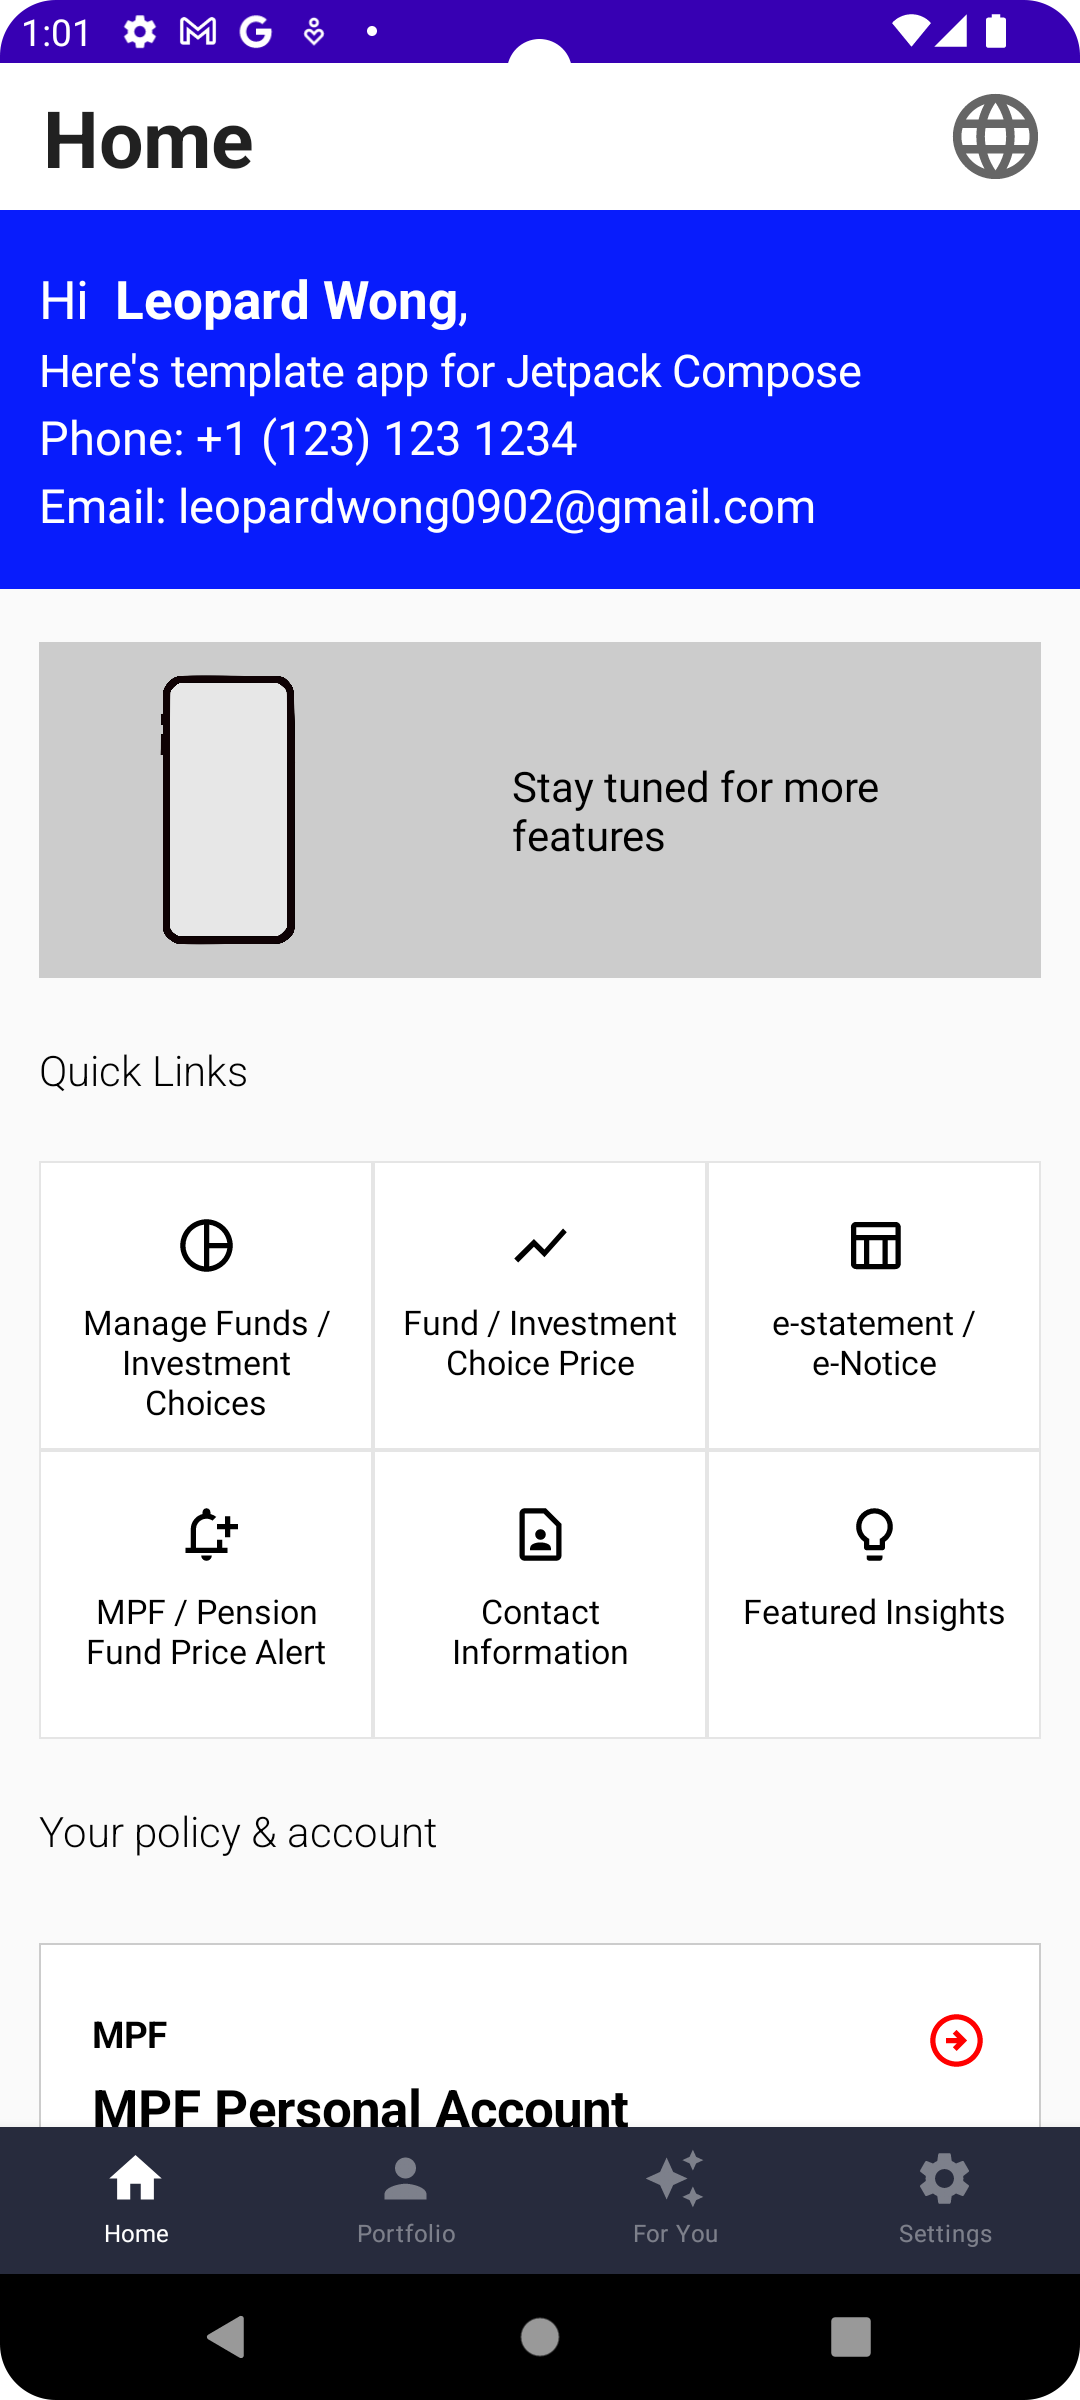 1:01
Home
Hi Leopard Wong,
Here's template app for Jetpack Compose
Phone: +1 (123) 123 1234
Email: leopardwong0902@gmail.com
Stay tuned for more
features
Quick Links
Manage Funds /
Investment
Choices
Fund / Investment
Choice Price
e-statement /
e-Notice
MPF / Pension
Fund Price Alert
Contact
Information
Featured Insights
Your policy & account
MPF
MPF Personal Account
Home
Portfolio
For You
Settings